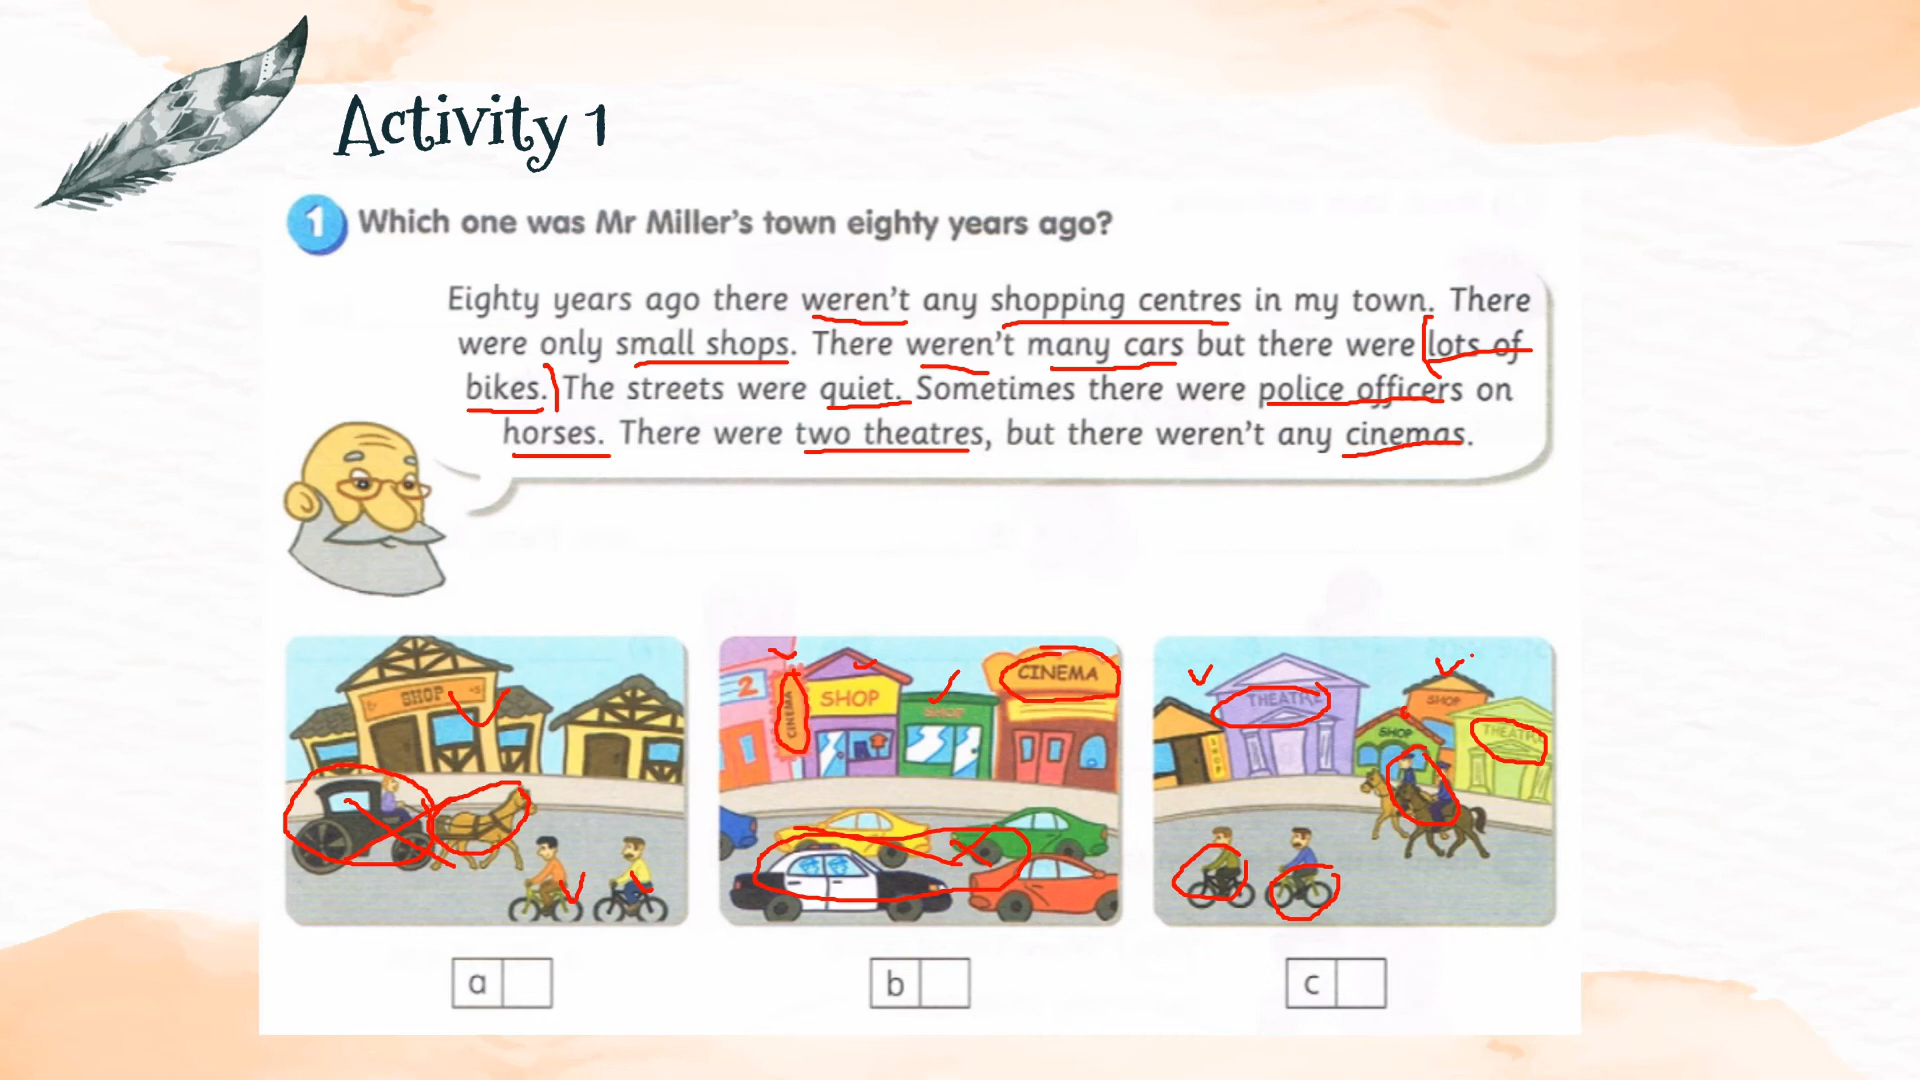 Activity 1
1 Which one was Mr Miller's town eighty years ago?
Eighty years ago there weren't any shopping centres in my town. There
were only small shops. There weren't many cars but there were lots of
bikes. The streets were quiet. Sometimes there were police officers on
horses. There were two theatres, but there weren't any cinemas.
SHOP
2
CINEMA
SHOP
SHOP
CINEMA
SHOP
THEATRE
SHOP
SHOP
THEATRE
a
b
c